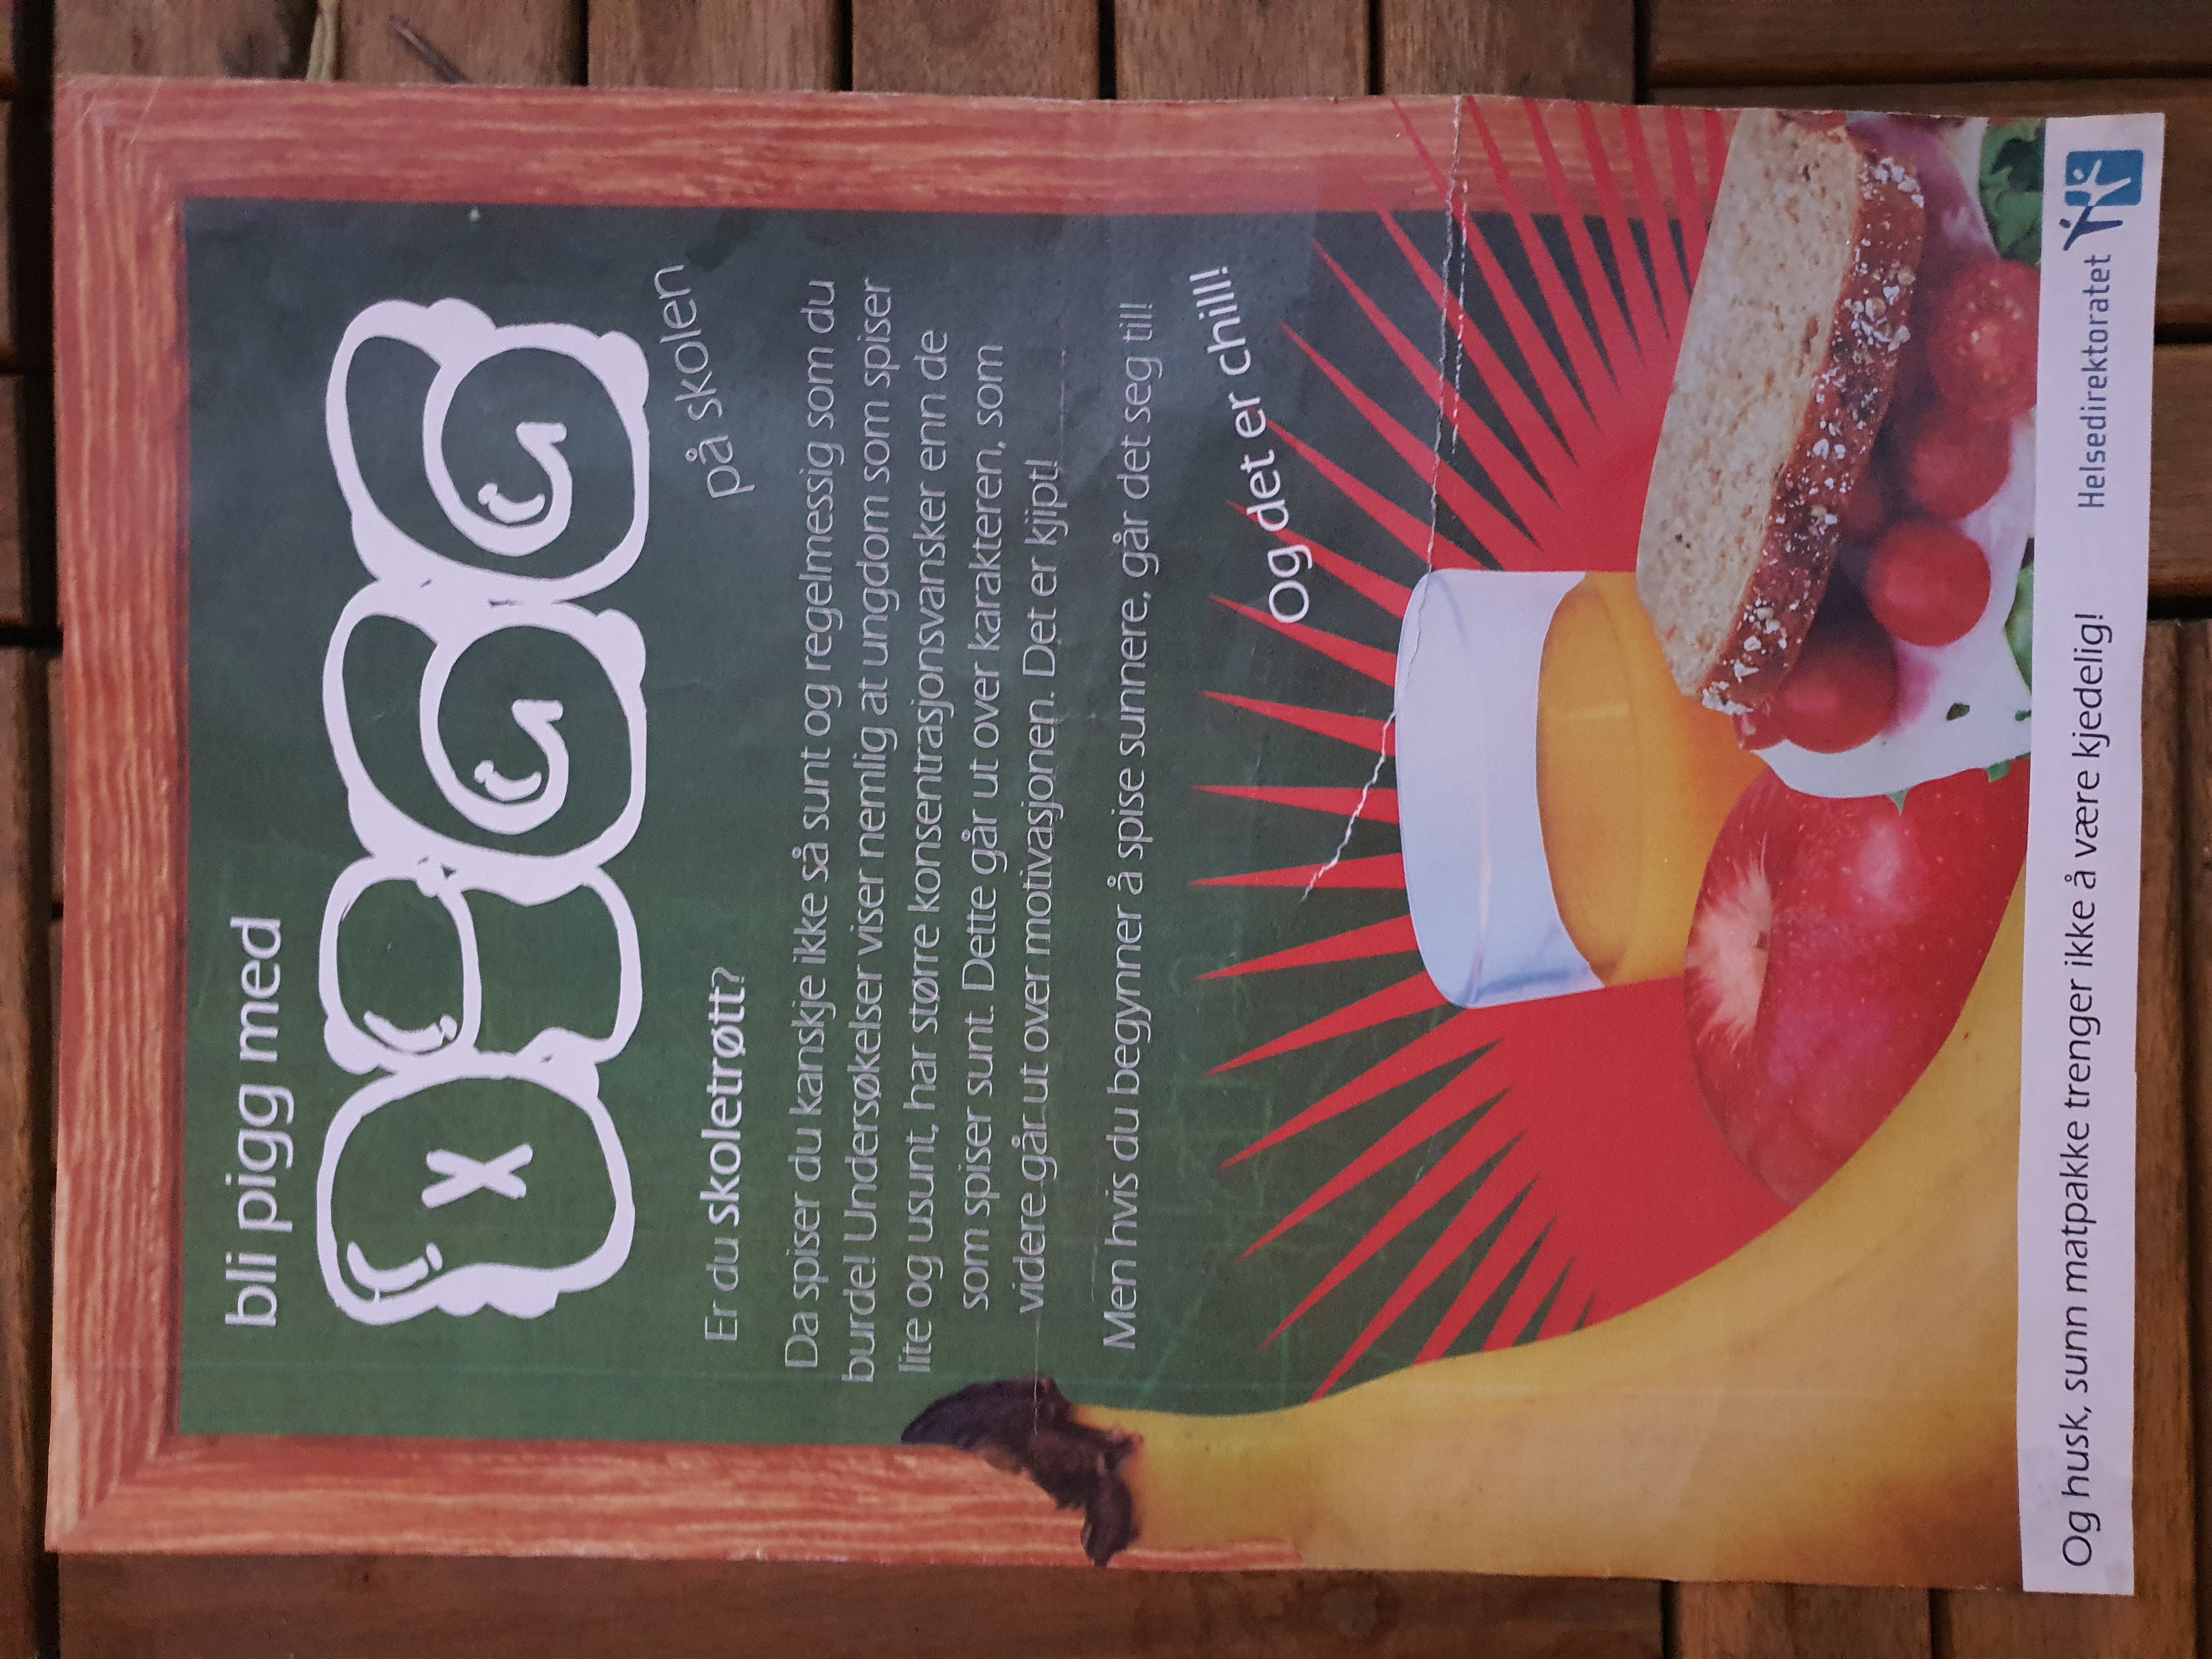 bli pigg med
DiGG
på skolen
Er du skoletrøtt?
Da spiser du kanskje ikke så sunt og regelmessig som du
burde! Undersøkelser viser nemlig at ungdom som spiser
lite og usunt, har større konsentrasjonsvansker enn de
som spiser sunt. Dette går ut over karakteren, som
videre går ut over motivasjonen. Det er kjipt!
Men hvis du begynner å spise sunnere, går det seg til!
Og det er chill!
Og husk, sunn matpakke trenger ikke å være kjedelig!
Helsedirektoratet